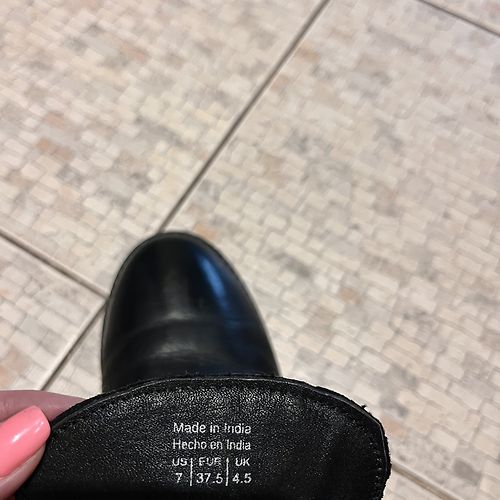 Made in India
Hecho en India
US | EUR | UK
7 | 37.5 | 4.5